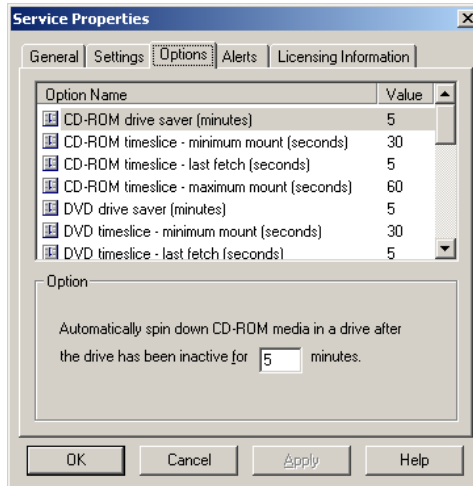 Service Properties
General Settings Options Alerts Licensing Information
Option Name Value
CD-ROM drive saver (minutes) 5
CD-ROM timeslice - minimum mount (seconds) 30
CD-ROM timeslice - last fetch (seconds) 5
CD-ROM timeslice - maximum mount (seconds) 60
DVD drive saver (minutes) 5
DVD timeslice - minimum mount (seconds) 30
DVD timeslice - last fetch (seconds) 5
Option
Automatically spin down CD-ROM media in a drive after
the drive has been inactive for 5 minutes.
OK Cancel Apply Help